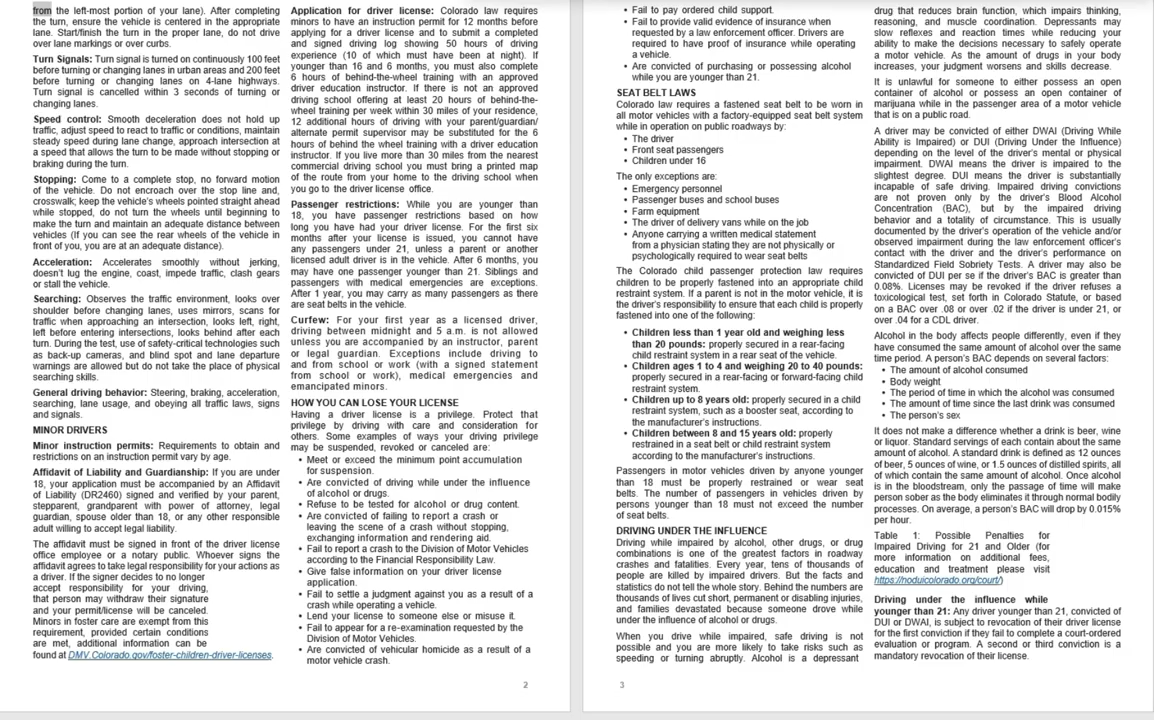 from the left-most portion of your lane). After completing
the turn, ensure the vehicle is centered in the appropriate
lane. Start/finish the turn in the proper lane, do not drive
over lane markings or over curbs.
Turn Signals: Turn signal is turned on continuously 100 feet
before turning or changing lanes in urban areas and 200 feet
before turning or changing lanes on 4-lane highways.
Turn signal is cancelled within 3 seconds of turning or
changing lanes.
Speed control: Smooth deceleration does not hold up
traffic, adjust speed to react to traffic or conditions, maintain
steady speed during lane change, approach intersection at
a speed that allows the turn to be made without stopping or
braking during the turn.
Stopping: Come to a complete stop, no forward motion
of the vehicle. Do not encroach over the stop line and,
crosswalk; keep the vehicle's wheels pointed straight ahead
while stopped, do not turn the wheels until beginning to
make the turn and maintain an adequate distance between
vehicles (If you can see the rear wheels of the vehicle in
front of you, you are at an adequate distance).
Acceleration: Accelerates smoothly without jerking,
doesn't lug the engine, coast, impede traffic, clash gears
or stall the vehicle.
Searching: Observes the traffic environment, looks over
shoulder before changing lanes, uses mirrors, scans for
traffic when approaching an intersection, looks left, right,
left before entering intersections, looks behind after each
turn. During the test, use of safety-critical technologies such
as back-up cameras, and blind spot and lane departure
warnings are allowed but do not take the place of physical
searching skills.
General driving behavior: Steering, braking, acceleration,
searching, lane usage, and obeying all traffic laws, signs
and signals.
MINOR DRIVERS
Minor instruction permits: Requirements to obtain and
restrictions on an instruction permit vary by age.
Affidavit of Liability and Guardianship: If you are under
18, your application must be accompanied by an Affidavit
of Liability (DR2460) signed and verified by your parent,
stepparent, grandparent with power of attorney, legal
guardian, spouse older than 18, or any other responsible
adult willing to accept legal liability.
The affidavit must be signed in front of the driver license
office employee or a notary public. Whoever signs the
affidavit agrees to take legal responsibility for your actions as
a driver. If the signer decides to no longer
accept responsibility for your driving,
that person may withdraw their signature
and your permit/license will be canceled.
Minors in foster care are exempt from this
requirement, provided certain conditions
are met, additional information can be
found at DMV.Colorado.gov/foster-children-driver-licenses.
Application for driver license: Colorado law requires
minors to have an instruction permit for 12 months before
applying for a driver license and to submit a completed
and signed driving log showing 50 hours of driving
experience (10 of which must have been at night). If
younger than 16 and 6 months, you must also complete
6 hours of behind-the-wheel training with an approved
driver education instructor. If there is not an approved
driving school offering at least 20 hours of behind-the-
wheel training per week within 30 miles of your residence,
12 additional hours of driving with your parent/guardian/
alternate permit supervisor may be substituted for the 6
hours of behind the wheel training with a driver education
instructor. If you live more than 30 miles from the nearest
commercial driving school you must bring a printed map
of the route from your home to the driving school when
you go to the driver license office.
Passenger restrictions: While you are younger than
18, you have passenger restrictions based on how
long you have had your driver license. For the first six
months after your license is issued, you cannot have
any passengers under 21, unless a parent or another
licensed adult driver is in the vehicle. After 6 months, you
may have one passenger younger than 21. Siblings and
passengers with medical emergencies are exceptions.
After 1 year, you may carry as many passengers as there
are seat belts in the vehicle.
Curfew: For your first year as a licensed driver,
driving between midnight and 5 a.m. is not allowed
unless you are accompanied by an instructor, parent
or legal guardian. Exceptions include driving to
and from school or work (with a signed statement
from school or work), medical emergencies and
emancipated minors.
HOW YOU CAN LOSE YOUR LICENSE
Having a driver license is a privilege. Protect that
privilege by driving with care and consideration for
others. Some examples of ways your driving privilege
may be suspended, revoked or canceled are:
• Meet or exceed the minimum point accumulation
for suspension.
• Are convicted of driving while under the influence
of alcohol or drugs.
• Refuse to be tested for alcohol or drug content.
• Are convicted of failing to report a crash or
leaving the scene of a crash without stopping,
exchanging information and rendering aid.
• Fail to report a crash to the Division of Motor Vehicles
according to the Financial Responsibility Law.
• Give false information on your driver license
application.
• Fail to settle a judgment against you as a result of a
crash while operating a vehicle.
• Lend your license to someone else or misuse it.
• Fail to appear for a re-examination requested by the
Division of Motor Vehicles.
• Are convicted of vehicular homicide as a result of a
motor vehicle crash.
2
• Fail to pay ordered child support.
• Fail to provide valid evidence of insurance when
requested by a law enforcement officer. Drivers are
required to have proof of insurance while operating
a vehicle.
• Are convicted of purchasing or possessing alcohol
while you are younger than 21.
SEAT BELT LAWS
Colorado law requires a fastened seat belt to be worn in
all motor vehicles with a factory-equipped seat belt system
while in operation on public roadways by:
• The driver
• Front seat passengers
• Children under 16
The only exceptions are:
• Emergency personnel
• Passenger buses and school buses
• Farm equipment
• The driver of delivery vans while on the job
• Anyone carrying a written medical statement
from a physician stating they are not physically or
psychologically required to wear seat belts
The Colorado child passenger protection law requires
children to be properly fastened into an appropriate child
restraint system. If a parent is not in the motor vehicle, it is
the driver's responsibility to ensure that each child is properly
fastened into one of the following:
• Children less than 1 year old and weighing less
than 20 pounds: properly secured in a rear-facing
child restraint system in a rear seat of the vehicle.
• Children ages 1 to 4 and weighing 20 to 40 pounds:
properly secured in a rear-facing or forward-facing child
restraint system.
• Children up to 8 years old: properly secured in a child
restraint system, such as a booster seat, according to
the manufacturer's instructions.
• Children between 8 and 15 years old: properly
restrained in a seat belt or child restraint system
according to the manufacturer's instructions.
Passengers in motor vehicles driven by anyone younger
than 18 must be properly restrained or wear seat
belts. The number of passengers in vehicles driven by
persons younger than 18 must not exceed the number
of seat belts.
DRIVING UNDER THE INFLUENCE
Driving while impaired by alcohol, other drugs, or drug
combinations is one of the greatest factors in roadway
crashes and fatalities. Every year, tens of thousands of
people are killed by impaired drivers. But the facts and
statistics do not tell the whole story. Behind the numbers are
thousands of lives cut short, permanent or disabling injuries,
and families devastated because someone drove while
under the influence of alcohol or drugs.
When you drive while impaired, safe driving is not
possible and you are more likely to take risks such as
speeding or turning abruptly. Alcohol is a depressant
drug that reduces brain function, which impairs thinking,
reasoning, and muscle coordination. Depressants may
slow reflexes and reaction times while reducing your
ability to make the decisions necessary to safely operate
a motor vehicle. As the amount of drugs in your body
increases, your judgment worsens and skills decrease.
It is unlawful for someone to either possess an open
container of alcohol or possess an open container of
marijuana while in the passenger area of a motor vehicle
that is on a public road.
A driver may be convicted of either DWAI (Driving While
Ability is Impaired) or DUI (Driving Under the Influence)
depending on the level of the driver's mental or physical
impairment. DWAI means the driver is impaired to the
slightest degree. DUI means the driver is substantially
incapable of safe driving. Impaired driving convictions
are not proven only by the driver's Blood Alcohol
Concentration (BAC), but by the impaired driving
behavior and a totality of circumstance. This is usually
documented by the driver's operation of the vehicle and/or
observed impairment during the law enforcement officer's
contact with the driver and the driver's performance on
Standardized Field Sobriety Tests. A driver may also be
convicted of DUI per se if the driver's BAC is greater than
0.08%. Licenses may be revoked if the driver refuses a
toxicological test, set forth in Colorado Statute, or based
on a BAC over .08 or over .02 if the driver is under 21, or
over .04 for a CDL driver.
Alcohol in the body affects people differently, even if they
have consumed the same amount of alcohol over the same
time period. A person's BAC depends on several factors:
• The amount of alcohol consumed
• Body weight
• The period of time in which the alcohol was consumed
• The amount of time since the last drink was consumed
• The person's sex
It does not make a difference whether a drink is beer, wine
or liquor. Standard servings of each contain about the same
amount of alcohol. A standard drink is defined as 12 ounces
of beer, 5 ounces of wine, or 1.5 ounces of distilled spirits, all
of which contain the same amount of alcohol. Once alcohol
is in the bloodstream, only the passage of time will make
person sober as the body eliminates it through normal bodily
processes. On average, a person's BAC will drop by 0.015%
per hour.
Table 1: Possible Penalties for
Impaired Driving for 21 and Older (for
more information on additional fees,
education and treatment please visit
https://noduicolorado.org/court/)
Driving under the influence while
younger than 21: Any driver younger than 21, convicted of
DUI or DWAI, is subject to revocation of their driver license
for the first conviction if they fail to complete a court-ordered
evaluation or program. A second or third conviction is a
mandatory revocation of their license.
3